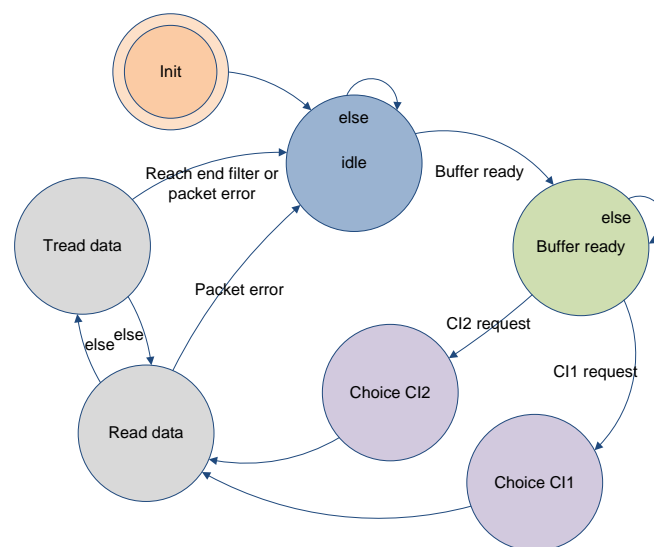 Init
else
idle
Buffer ready
Reach end filter or
packet error
else
Buffer ready
Tread data
Packet error
CI2 request
else
else
CI1 request
Choice CI2
Read data
Choice CI1